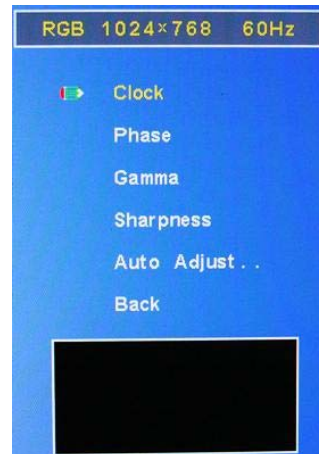 RGB 1024×768 60Hz
Clock
Phase
Gamma
Sharpness
Auto Adjust..
Back